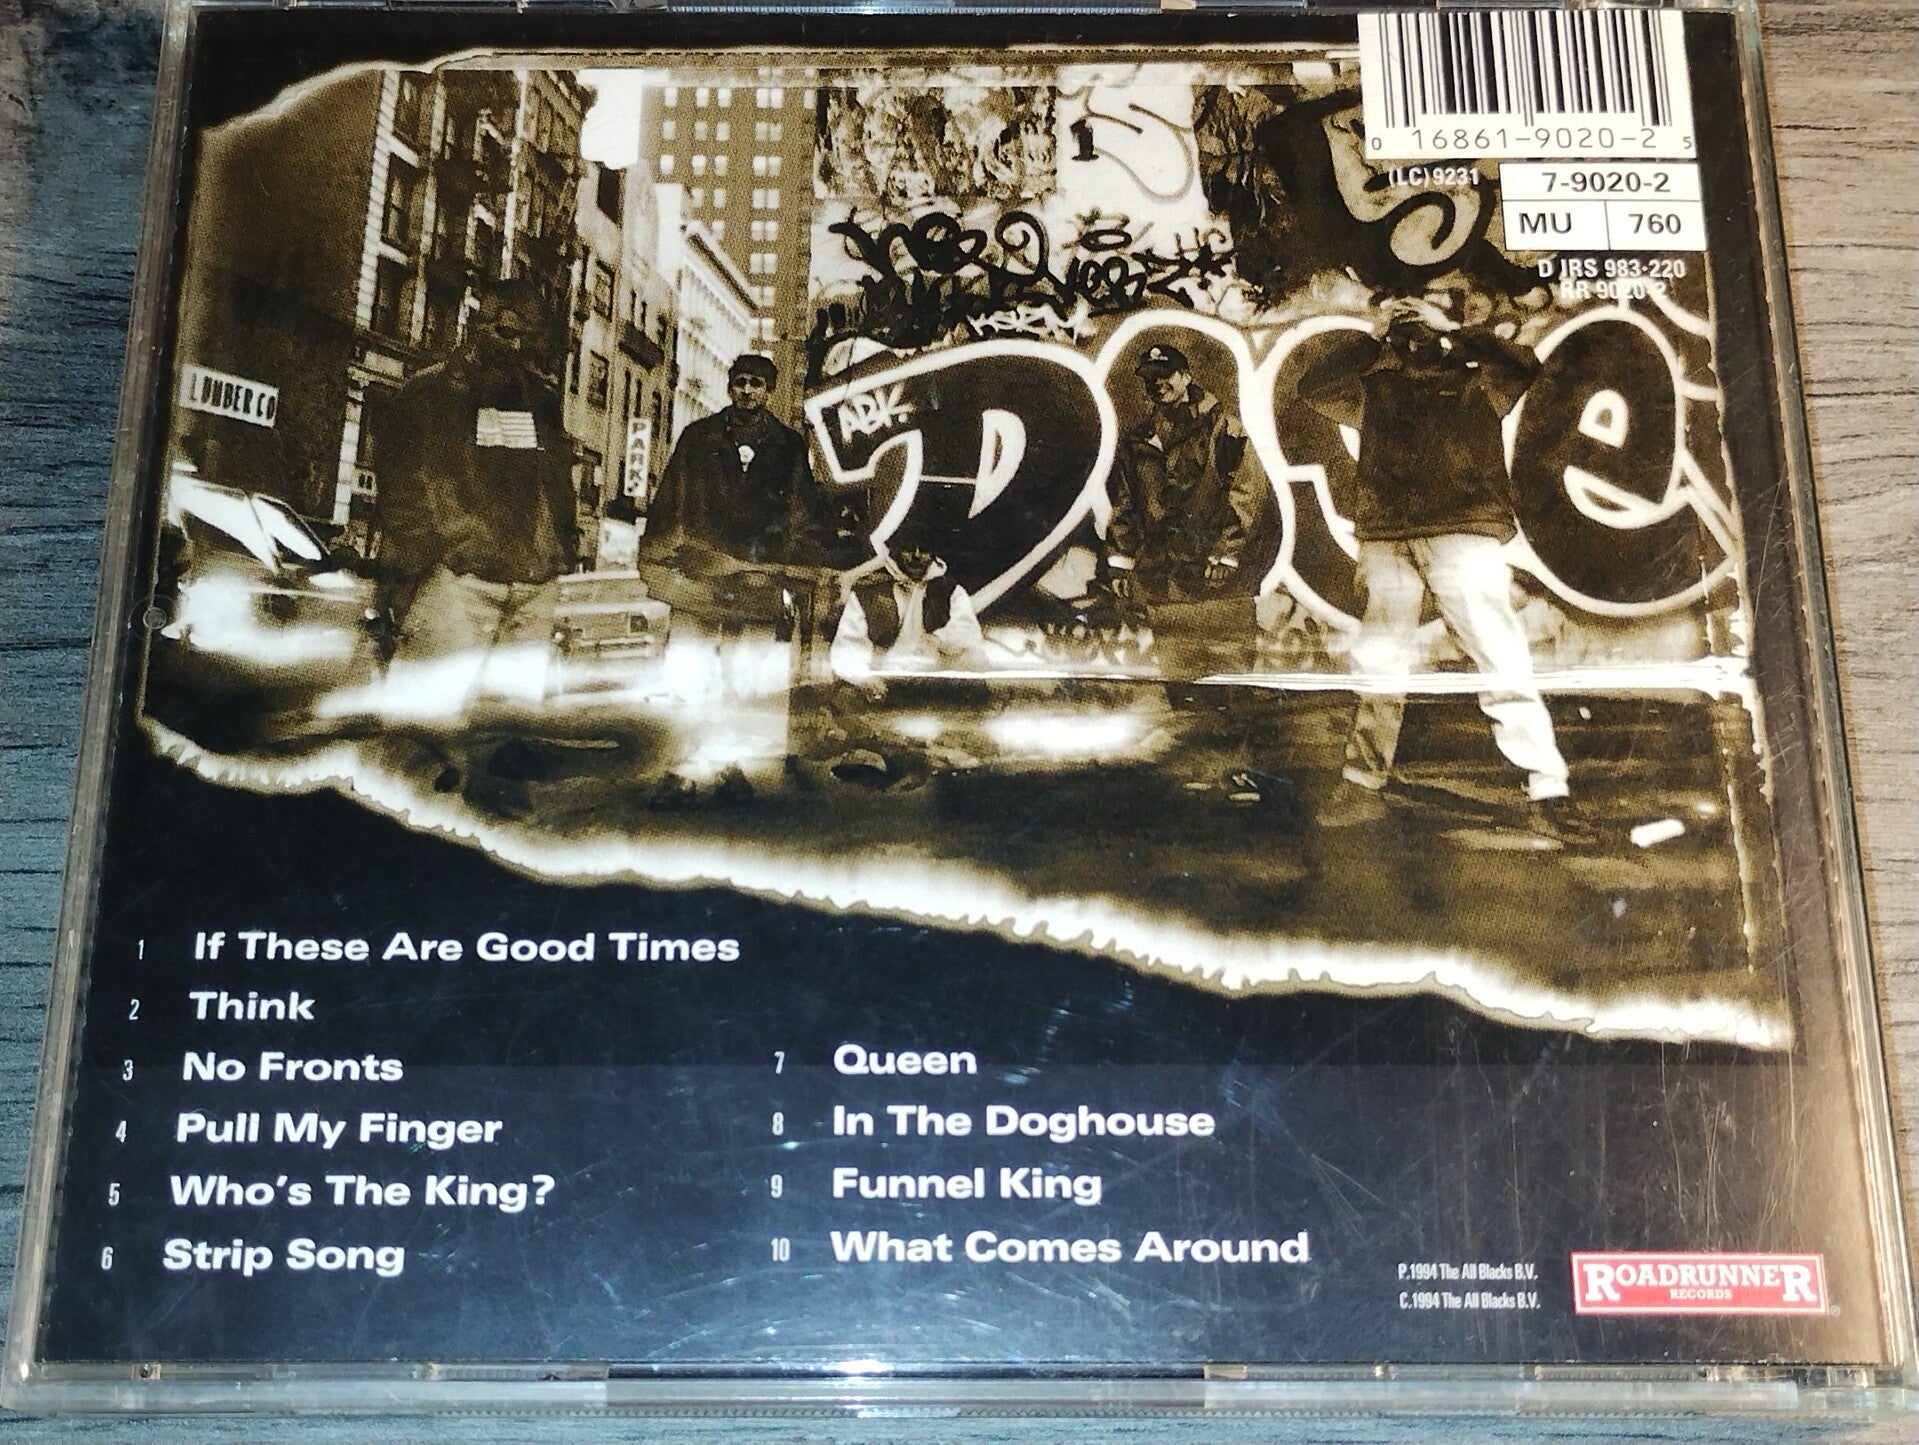 0 16861-9020-2 5
(LC)9231
7-9020-2
MU 760
D IRS 983-220
RR 9020-2
LUMBER CO
PARK
ABK
1 If These Are Good Times
2 Think
3 No Fronts
4 Pull My Finger
5 Who's The King?
6 Strip Song
7 Queen
8 In The Doghouse
9 Funnel King
10 What Comes Around
P.1994 The All Blacks B.V.
C.1994 The All Blacks B.V.
ROADRUNNER
RECORDS
®